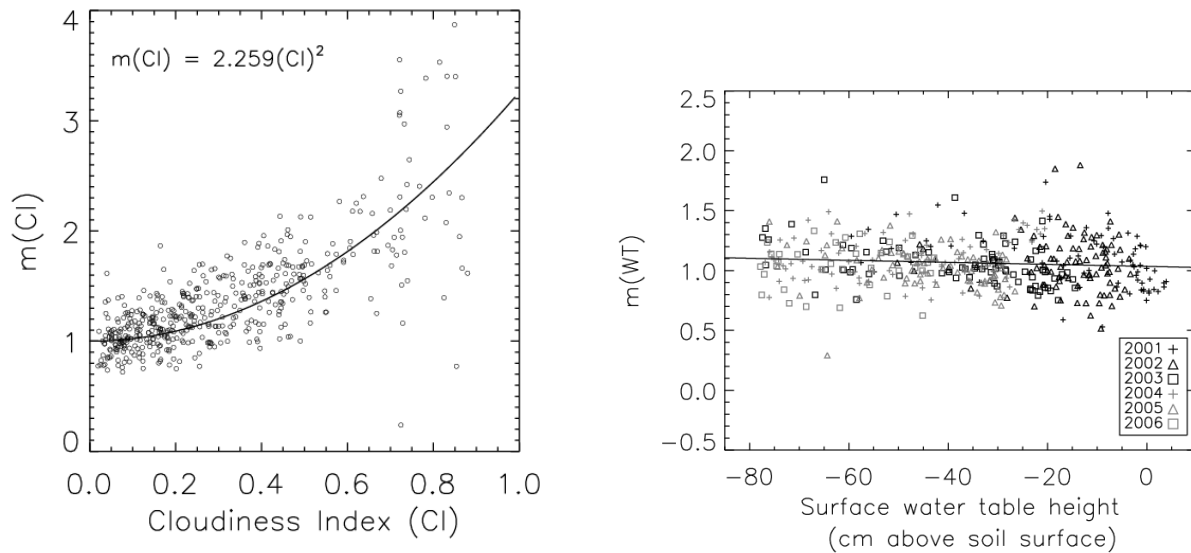 4
3
2
1
0
m(CI)
m(CI) = 2.259(CI)²
0.0 0.2 0.4 0.6 0.8 1.0
Cloudiness Index (CI)
2.5
2.0
1.5
1.0
0.5
0.0
−0.5
m(WT)
2001
2002
2003
2004
2005
2006
−80 −60 −40 −20 0
Surface water table height
(cm above soil surface)